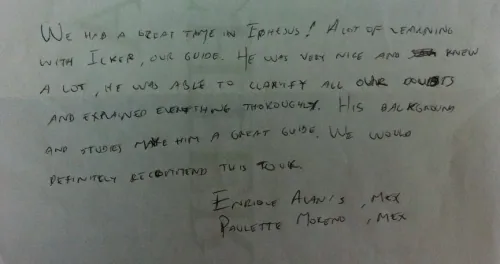 We had a great time in Ephesus! A lot of learning
with Ilker, our guide. He was very nice and knew
a lot, he was able to clarify all our doubts
and explained everything thoroughly. His background
and studies make him a great guide. We would
definitely recommend this tour.
Enrique Alanis, MEX
Paulette Moreno, MEX